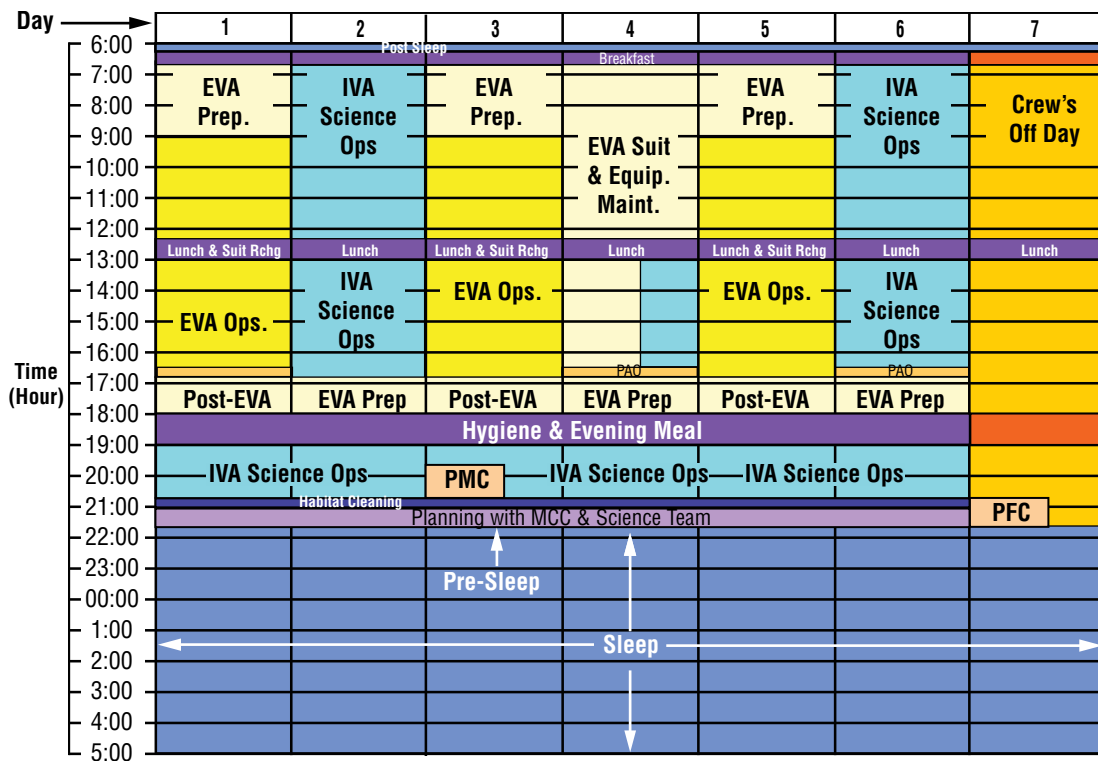 Day
1 2 3 4 5 6 7
6:00
Post Sleep
Breakfast
7:00
EVA
Prep.
IVA
Science
Ops
EVA
Prep.
EVA
Prep.
IVA
Science
Ops
Crew's
Off Day
8:00
9:00
EVA Suit
& Equip.
Maint.
10:00
11:00
12:00
Lunch & Suit Rchg
Lunch
Lunch & Suit Rchg
Lunch
Lunch & Suit Rchg
Lunch
Lunch
13:00
EVA Ops.
IVA
Science
Ops
EVA Ops.
EVA Ops.
IVA
Science
Ops
14:00
15:00
16:00
PAO
PAO
Time
(Hour)
17:00
Post-EVA
EVA Prep
Post-EVA
EVA Prep
Post-EVA
EVA Prep
18:00
Hygiene & Evening Meal
19:00
IVA Science Ops
PMC
IVA Science Ops
IVA Science Ops
20:00
Habitat Cleaning
21:00
Planning with MCC & Science Team
PFC
22:00
Pre-Sleep
23:00
00:00
1:00
Sleep
2:00
3:00
4:00
5:00